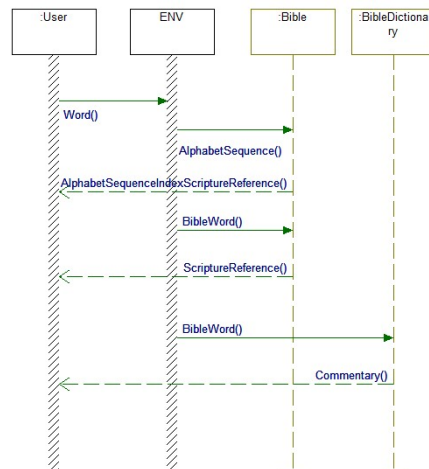 :User
ENV
:Bible
:BibleDictiona
ry
Word()
AlphabetSequence()
AlphabetSequenceIndexScriptureReference()
BibleWord()
ScriptureReference()
BibleWord()
Commentary()